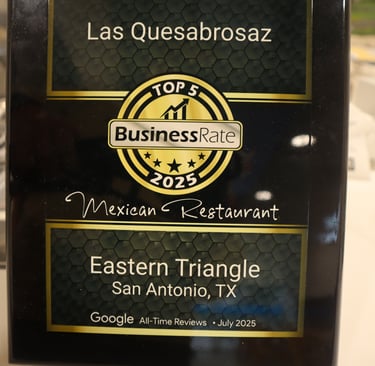 Las Quesabrosaz
TOP 5
BusinessRate
2025
Mexican Restaurant
Eastern Triangle
San Antonio, TX
Google All-Time Reviews • July 2025